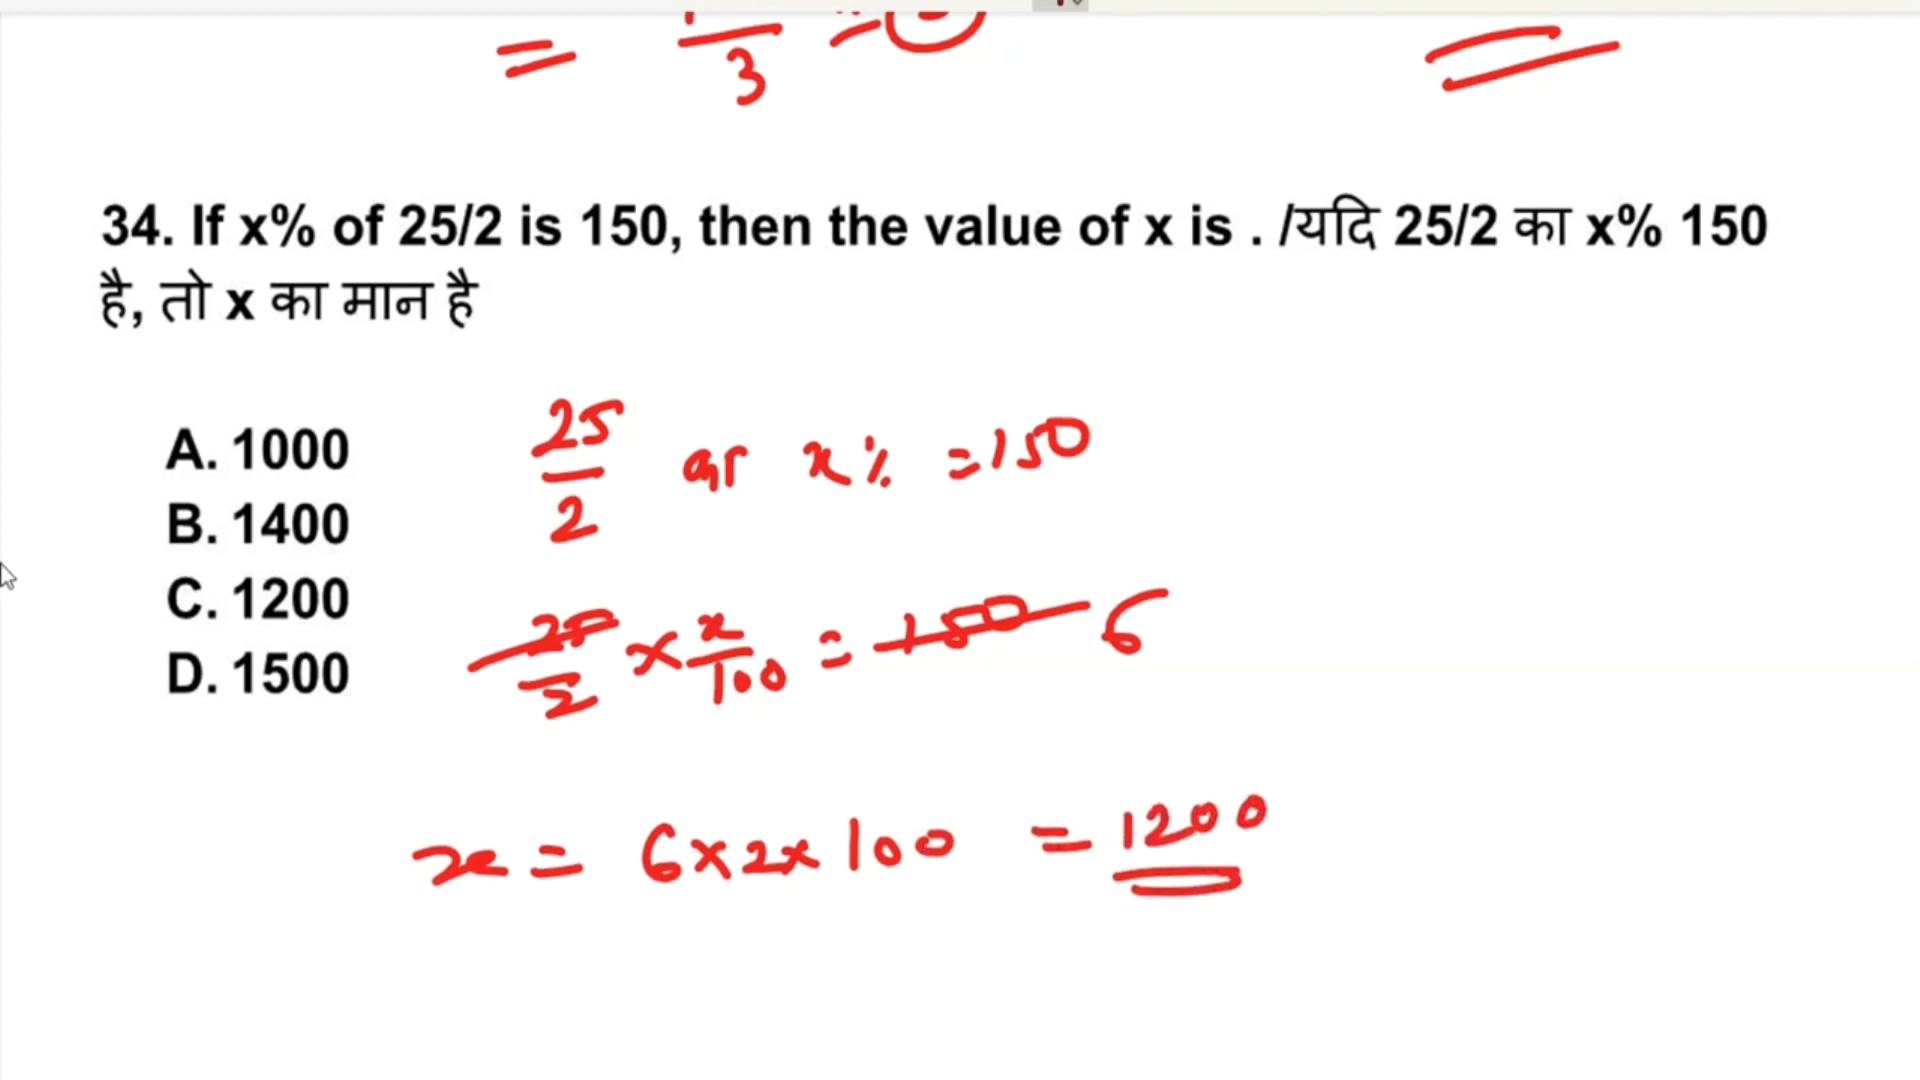 3
34. If x% of 25/2 is 150, then the value of x is . /यदि 25/2 का x% 150
है, तो x का मान है
A. 1000
B. 1400
C. 1200
D. 1500
25/2 का x% =150
25/2 × x/100 = 150 6
x = 6×2×100 = 1200